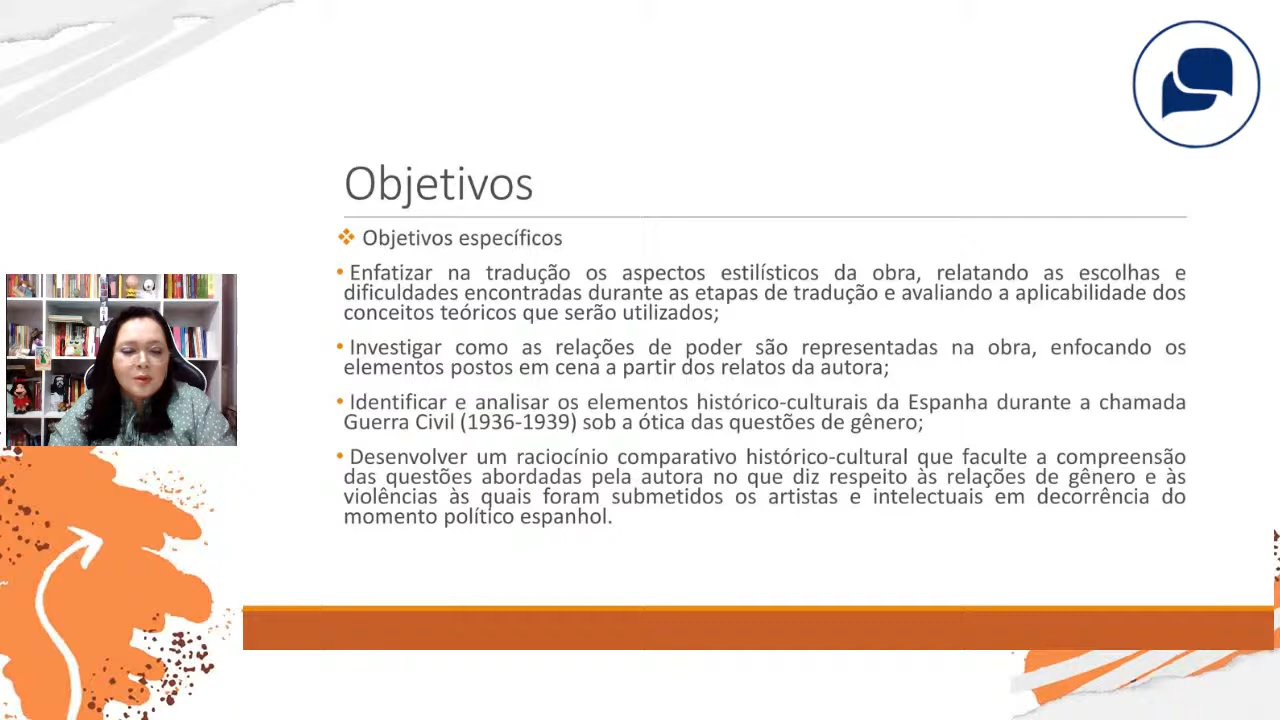 Objetivos
Objetivos específicos
Enfatizar na tradução os aspectos estilísticos da obra, relatando as escolhas e
dificuldades encontradas durante as etapas de tradução e avaliando a aplicabilidade dos
conceitos teóricos que serão utilizados;
Investigar como as relações de poder são representadas na obra, enfocando os
elementos postos em cena a partir dos relatos da autora;
Identificar e analisar os elementos histórico-culturais da Espanha durante a chamada
Guerra Civil (1936-1939) sob a ótica das questões de gênero;
Desenvolver um raciocínio comparativo histórico-cultural que faculte a compreensão
das questões abordadas pela autora no que diz respeito às relações de gênero e às
violências às quais foram submetidos os artistas e intelectuais em decorrência do
momento político espanhol.